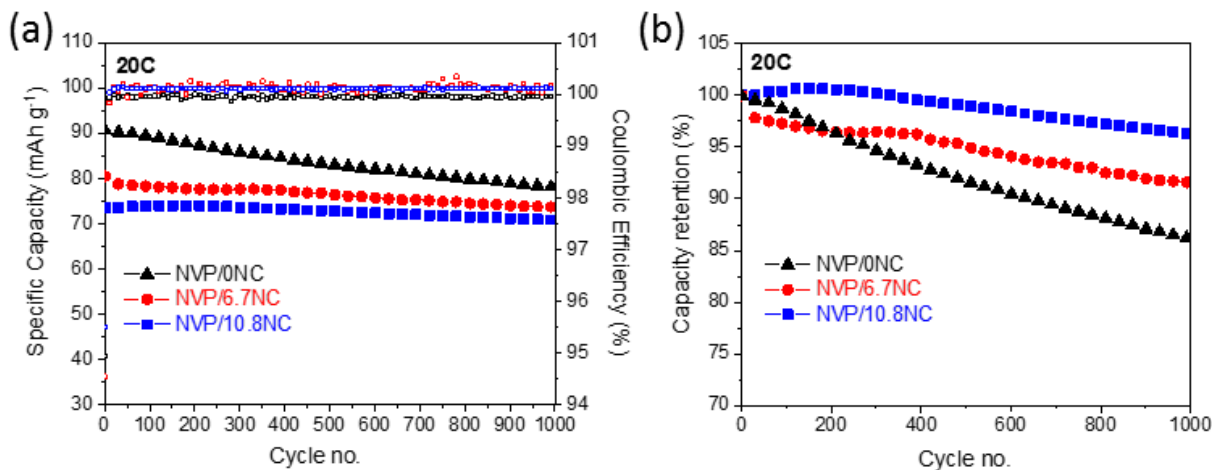 (a)
20C
Specific Capacity (mAh g⁻¹)
110
100
90
80
70
60
50
40
30
NVP/0NC
NVP/6.7NC
NVP/10.8NC
101
100
99
98
97
96
95
94
Coulombic Efficiency (%)
0 100 200 300 400 500 600 700 800 900 1000
Cycle no.
(b)
20C
Capacity retention (%)
105
100
95
90
85
80
75
70
NVP/0NC
NVP/6.7NC
NVP/10.8NC
0 200 400 600 800 1000
Cycle no.